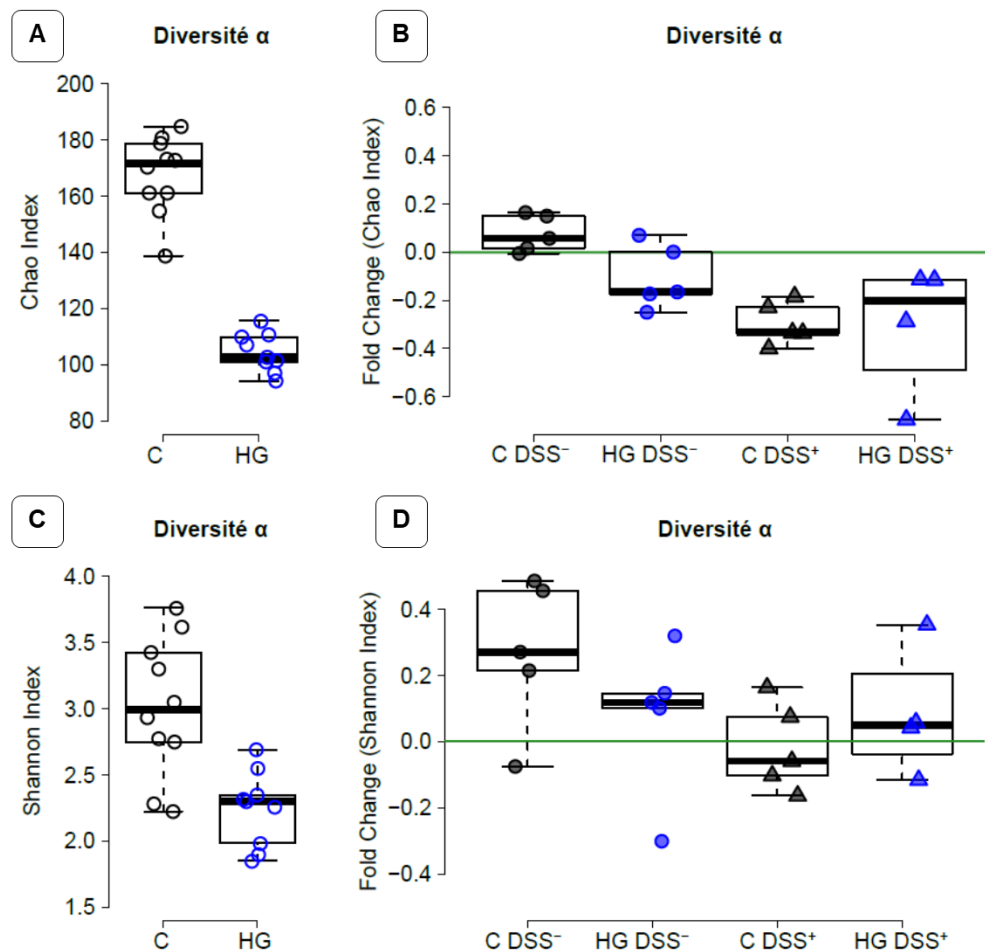 A
Diversité α
Chao Index
200
180
160
140
120
100
80
C
HG
B
Diversité α
Fold Change (Chao Index)
0.6
0.4
0.2
0.0
−0.2
−0.4
−0.6
C DSS⁻
HG DSS⁻
C DSS⁺
HG DSS⁺
C
Diversité α
Shannon Index
4.0
3.5
3.0
2.5
2.0
1.5
C
HG
D
Diversité α
Fold Change (Shannon Index)
0.4
0.2
0.0
−0.2
−0.4
C DSS⁻
HG DSS⁻
C DSS⁺
HG DSS⁺